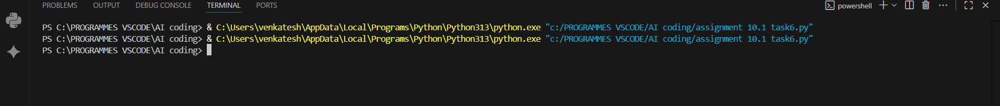 PROBLEMS OUTPUT DEBUG CONSOLE TERMINAL PORTS powershell
PS C:\PROGRAMMES VSCODE\AI coding> & C:\Users\venkatesh\AppData\Local\Programs\Python\Python313\python.exe "c:/PROGRAMMES VSCODE/AI coding/assignment 10.1 task6.py"
PS C:\PROGRAMMES VSCODE\AI coding> & C:\Users\venkatesh\AppData\Local\Programs\Python\Python313\python.exe "c:/PROGRAMMES VSCODE/AI coding/assignment 10.1 task6.py"
PS C:\PROGRAMMES VSCODE\AI coding>